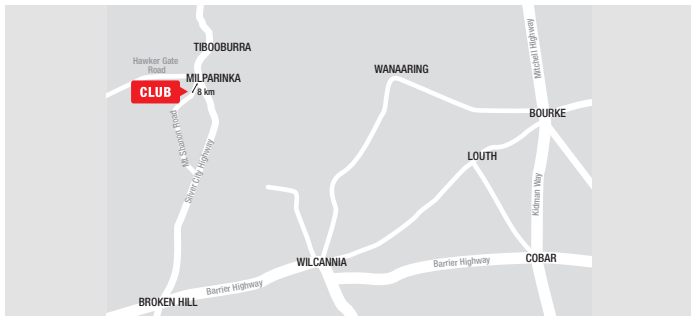 TIBOOBURRA
Mitchell Highway
Hawker Gate
Road
WANAARING
MILPARINKA
CLUB
8 km
BOURKE
Mt Shanon Road
LOUTH
Silver City Highway
Kidman Way
WILCANNIA
Barrier Highway
COBAR
Barrier Highway
BROKEN HILL